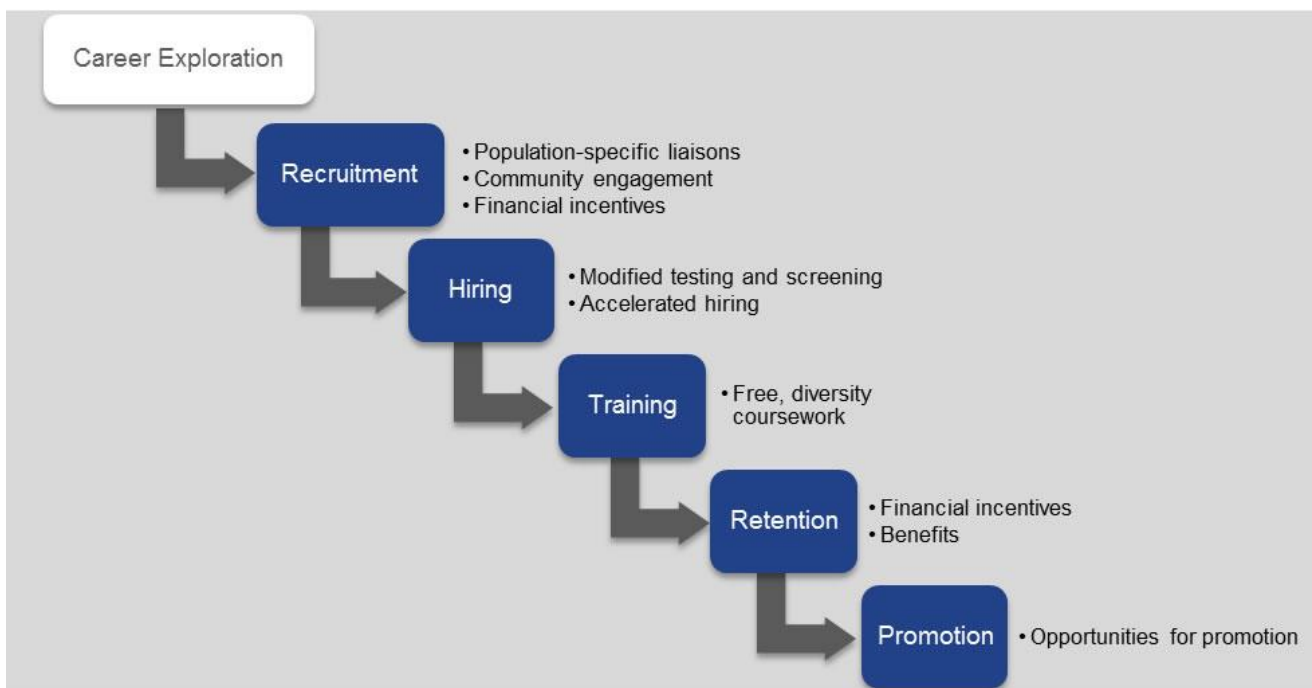 Career Exploration
Recruitment
• Population-specific liaisons
• Community engagement
• Financial incentives
Hiring
• Modified testing and screening
• Accelerated hiring
Training
• Free, diversity
coursework
Retention
• Financial incentives
• Benefits
Promotion
• Opportunities for promotion